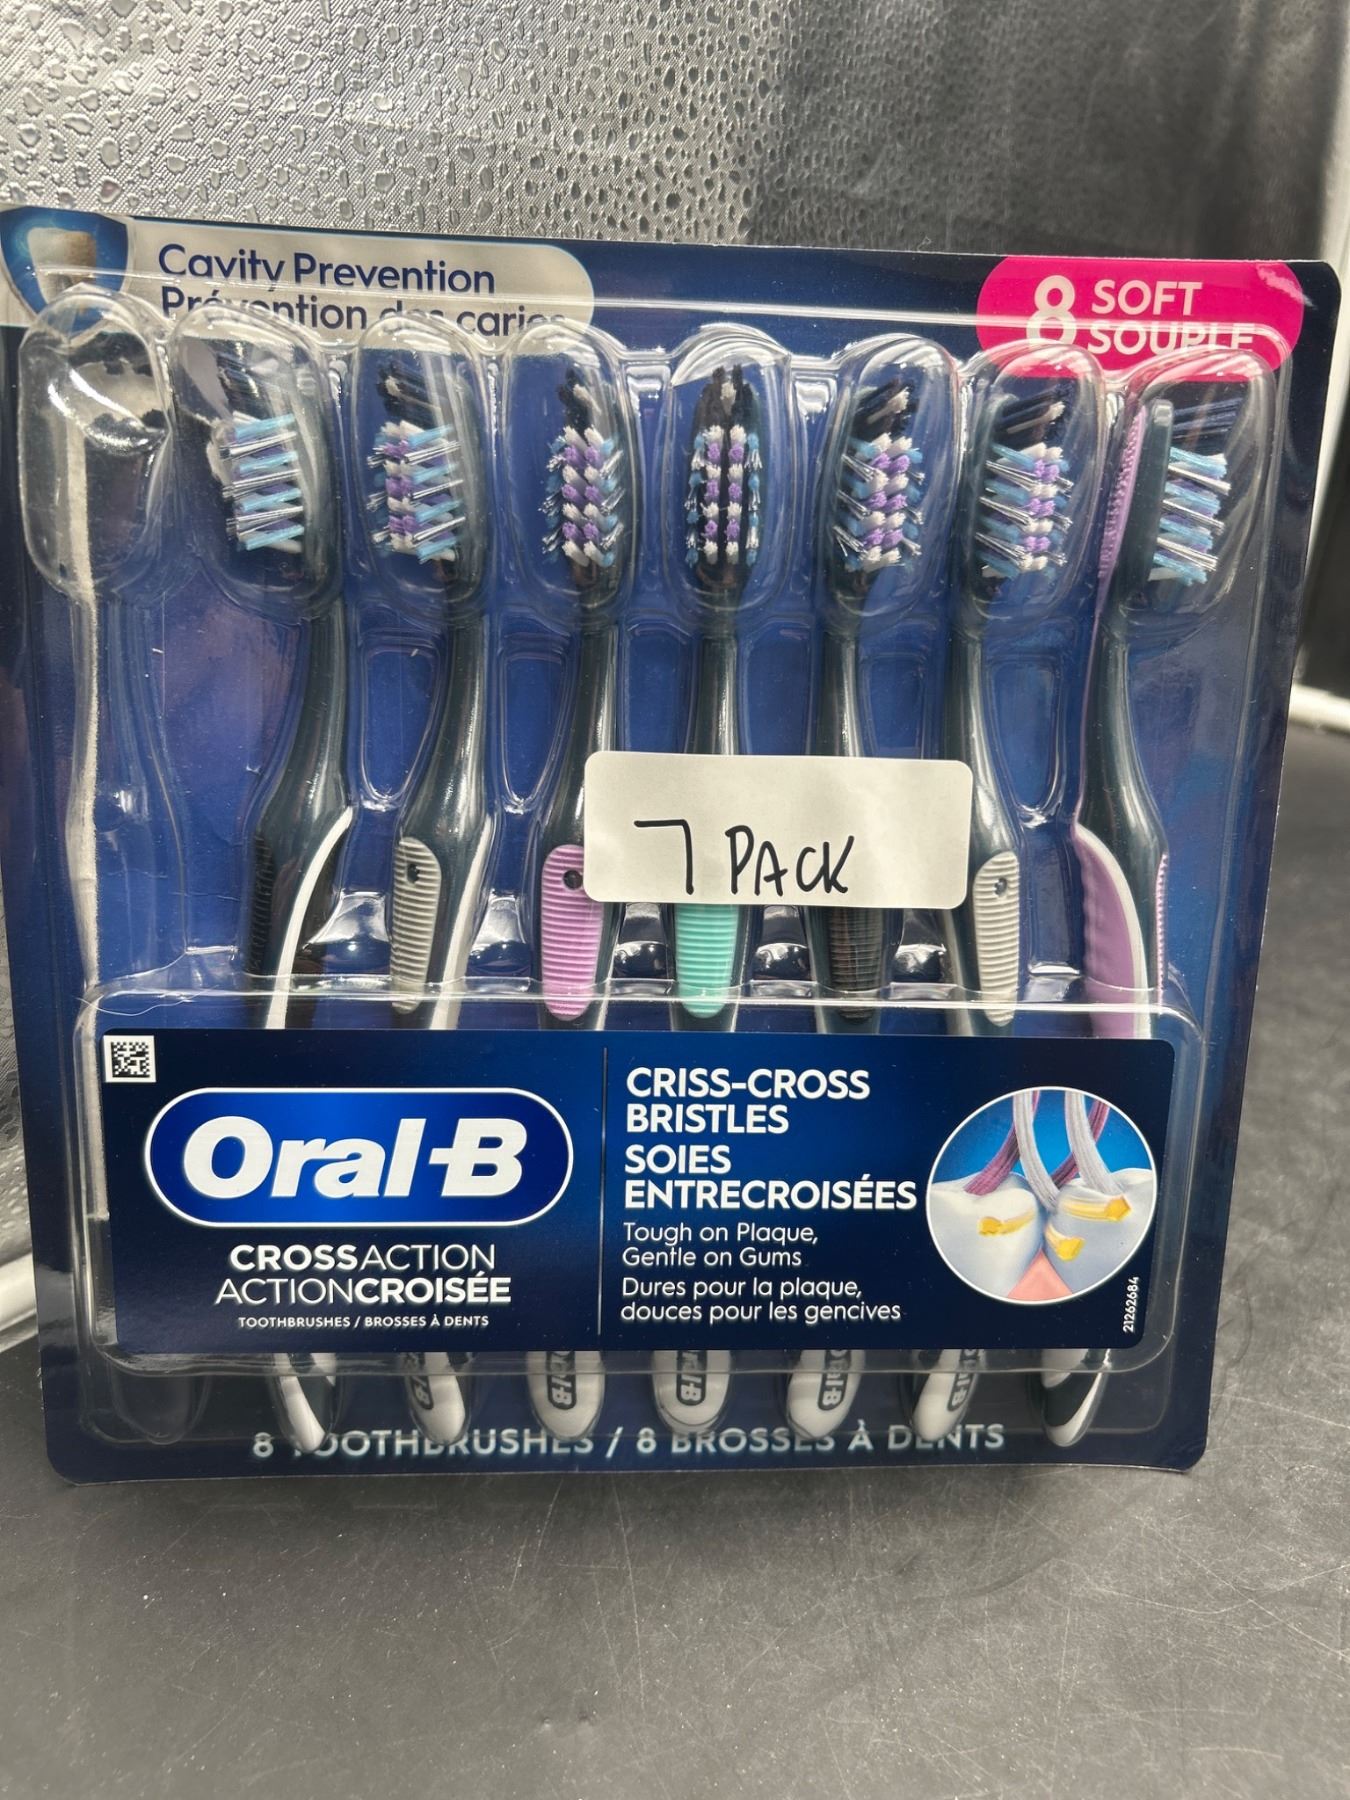 Cavity Prevention
Prévention des caries
8 SOFT
SOUPLE
7 PACK
Oral-B
CROSSACTION
ACTIONCROISÉE
TOOTHBRUSHES / BROSSES À DENTS
CRISS-CROSS
BRISTLES
SOIES
ENTRECROISÉES
Tough on Plaque,
Gentle on Gums
Dures pour la plaque,
douces pour les gencives
21262684
8 TOOTHBRUSHES / 8 BROSSES À DENTS